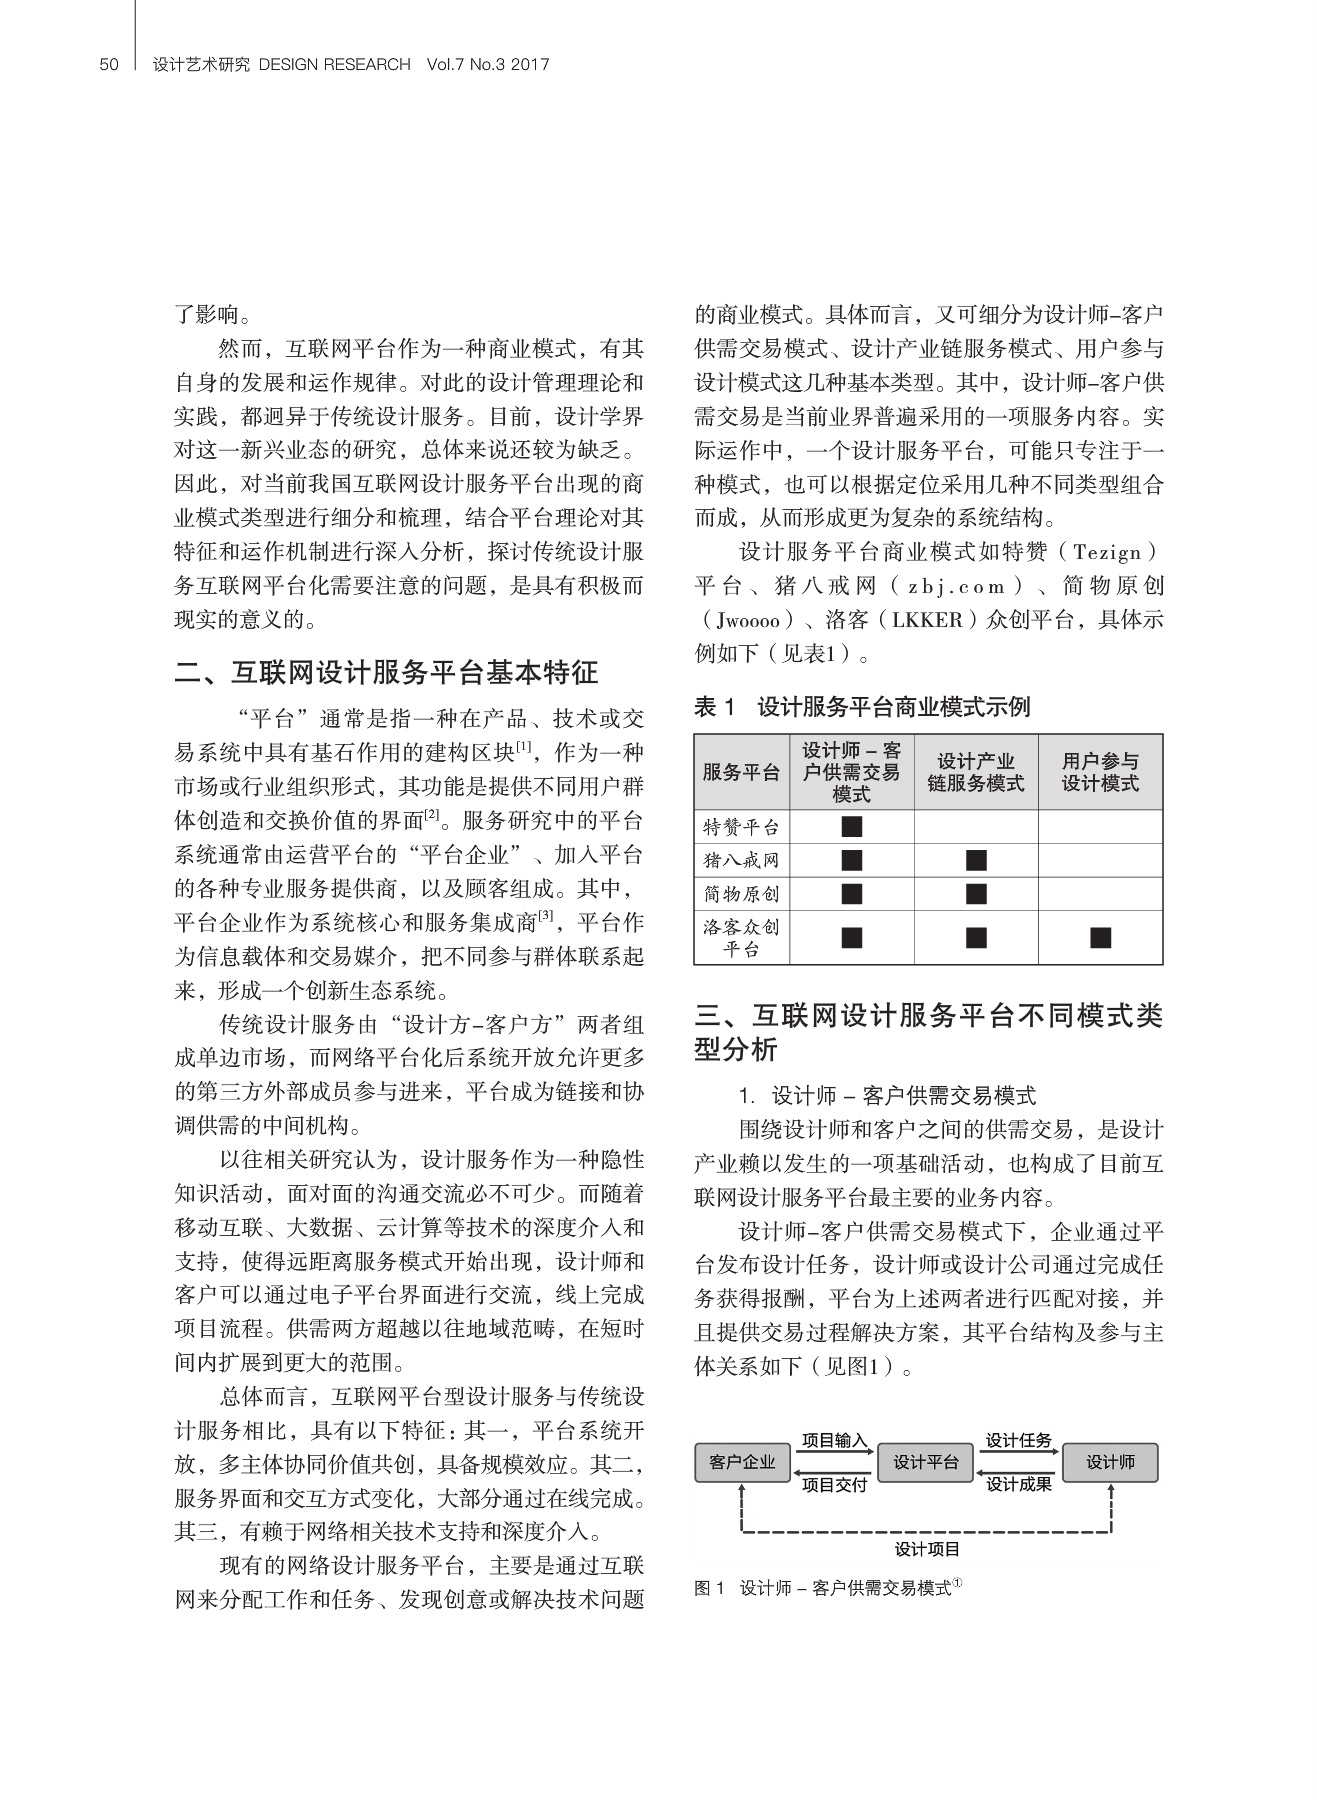 50 设计艺术研究 DESIGN RESEARCH Vol.7 No.3 2017
了影响。
然而，互联网平台作为一种商业模式，有其
自身的发展和运作规律。对此的设计管理理论和
实践，都迥异于传统设计服务。目前，设计学界
对这一新兴业态的研究，总体来说还较为缺乏。
因此，对当前我国互联网设计服务平台出现的商
业模式类型进行细分和梳理，结合平台理论对其
特征和运作机制进行深入分析，探讨传统设计服
务互联网平台化需要注意的问题，是具有积极而
现实的意义的。
二、互联网设计服务平台基本特征
“平台”通常是指一种在产品、技术或交
易系统中具有基石作用的建构区块[1]，作为一种
市场或行业组织形式，其功能是提供不同用户群
体创造和交换价值的界面[2]。服务研究中的平台
系统通常由运营平台的“平台企业”、加入平台
的各种专业服务提供商，以及顾客组成。其中，
平台企业作为系统核心和服务集成商[3]，平台作
为信息载体和交易媒介，把不同参与群体联系起
来，形成一个创新生态系统。
传统设计服务由“设计方–客户方”两者组
成单边市场，而网络平台化后系统开放允许更多
的第三方外部成员参与进来，平台成为链接和协
调供需的中间机构。
以往相关研究认为，设计服务作为一种隐性
知识活动，面对面的沟通交流必不可少。而随着
移动互联、大数据、云计算等技术的深度介入和
支持，使得远距离服务模式开始出现，设计师和
客户可以通过电子平台界面进行交流，线上完成
项目流程。供需两方超越以往地域范畴，在短时
间内扩展到更大的范围。
总体而言，互联网平台型设计服务与传统设
计服务相比，具有以下特征：其一，平台系统开
放，多主体协同价值共创，具备规模效应。其二，
服务界面和交互方式变化，大部分通过在线完成。
其三，有赖于网络相关技术支持和深度介入。
现有的网络设计服务平台，主要是通过互联
网来分配工作和任务、发现创意或解决技术问题
的商业模式。具体而言，又可细分为设计师–客户
供需交易模式、设计产业链服务模式、用户参与
设计模式这几种基本类型。其中，设计师–客户供
需交易是当前业界普遍采用的一项服务内容。实
际运作中，一个设计服务平台，可能只专注于一
种模式，也可以根据定位采用几种不同类型组合
而成，从而形成更为复杂的系统结构。
设计服务平台商业模式如特赞（Tezign）
平台、猪八戒网（zbj.com）、简物原创
（Jwoooo）、洛客（LKKER）众创平台，具体示
例如下（见表1）。
表 1 设计服务平台商业模式示例
服务平台 设计师 – 客户供需交易模式 设计产业链服务模式 用户参与设计模式
特赞平台 ■
猪八戒网 ■ ■
简物原创 ■ ■
洛客众创平台 ■ ■ ■
三、互联网设计服务平台不同模式类
型分析
1. 设计师 – 客户供需交易模式
围绕设计师和客户之间的供需交易，是设计
产业赖以发生的一项基础活动，也构成了目前互
联网设计服务平台最主要的业务内容。
设计师–客户供需交易模式下，企业通过平
台发布设计任务，设计师或设计公司通过完成任
务获得报酬，平台为上述两者进行匹配对接，并
且提供交易过程解决方案，其平台结构及参与主
体关系如下（见图1）。
项目输入 设计任务
客户企业 设计平台 设计师
项目交付 设计成果
设计项目
图 1 设计师 – 客户供需交易模式①